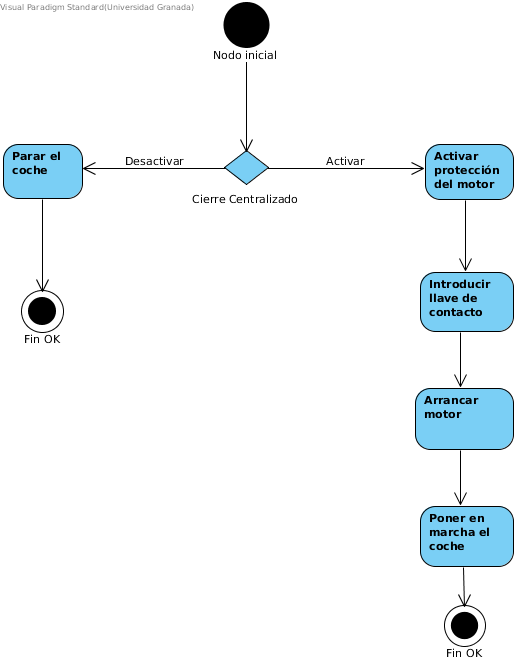 Visual Paradigm Standard(Universidad Granada)
Nodo inicial
Parar el
coche
Desactivar
Activar
Cierre Centralizado
Activar
protección
del motor
Fin OK
Introducir
llave de
contacto
Arrancar
motor
Poner en
marcha el
coche
Fin OK